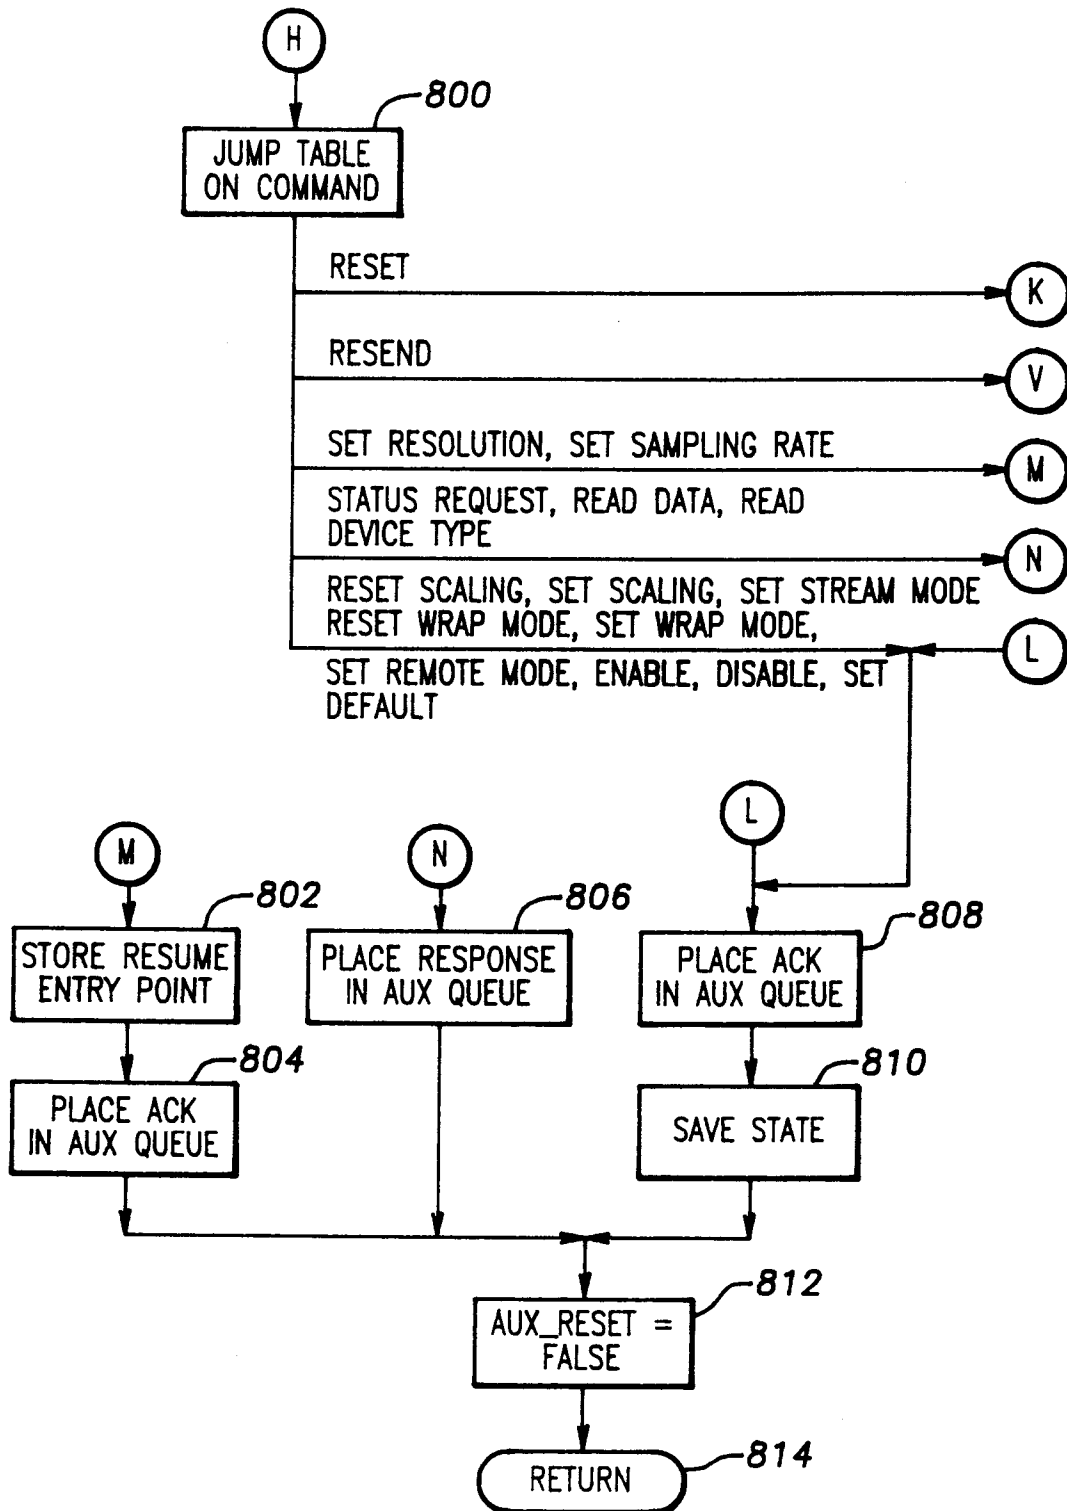 H
800
JUMP TABLE
ON COMMAND
RESET
K
RESEND
V
SET RESOLUTION, SET SAMPLING RATE
M
STATUS REQUEST, READ DATA, READ
DEVICE TYPE
N
RESET SCALING, SET SCALING, SET STREAM MODE
RESET WRAP MODE, SET WRAP MODE,
L
SET REMOTE MODE, ENABLE, DISABLE, SET
DEFAULT
L
M
N
802
806
808
STORE RESUME
ENTRY POINT
PLACE RESPONSE
IN AUX QUEUE
PLACE ACK
IN AUX QUEUE
804
810
PLACE ACK
IN AUX QUEUE
SAVE STATE
812
AUX_RESET =
FALSE
814
RETURN